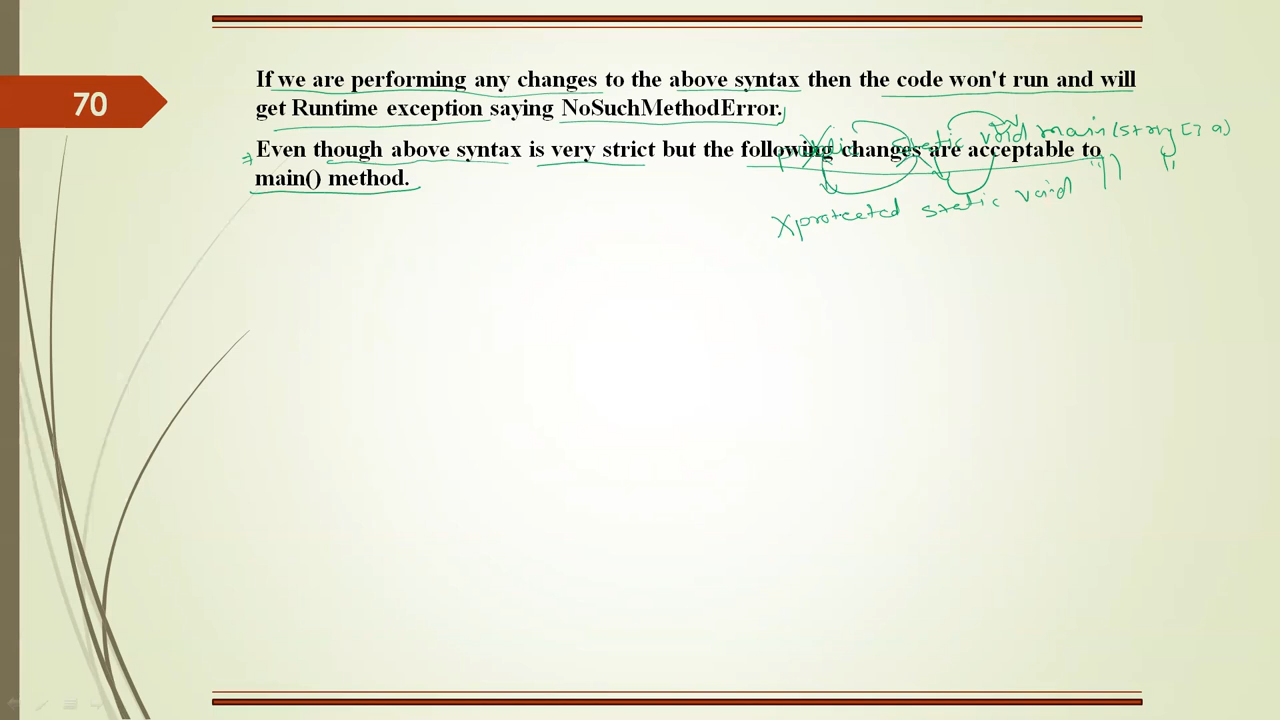 70
If we are performing any changes to the above syntax then the code won't run and will
get Runtime exception saying NoSuchMethodError.
public static void main(string [] a)
Even though above syntax is very strict but the following changes are acceptable to
main() method.
X protected static void